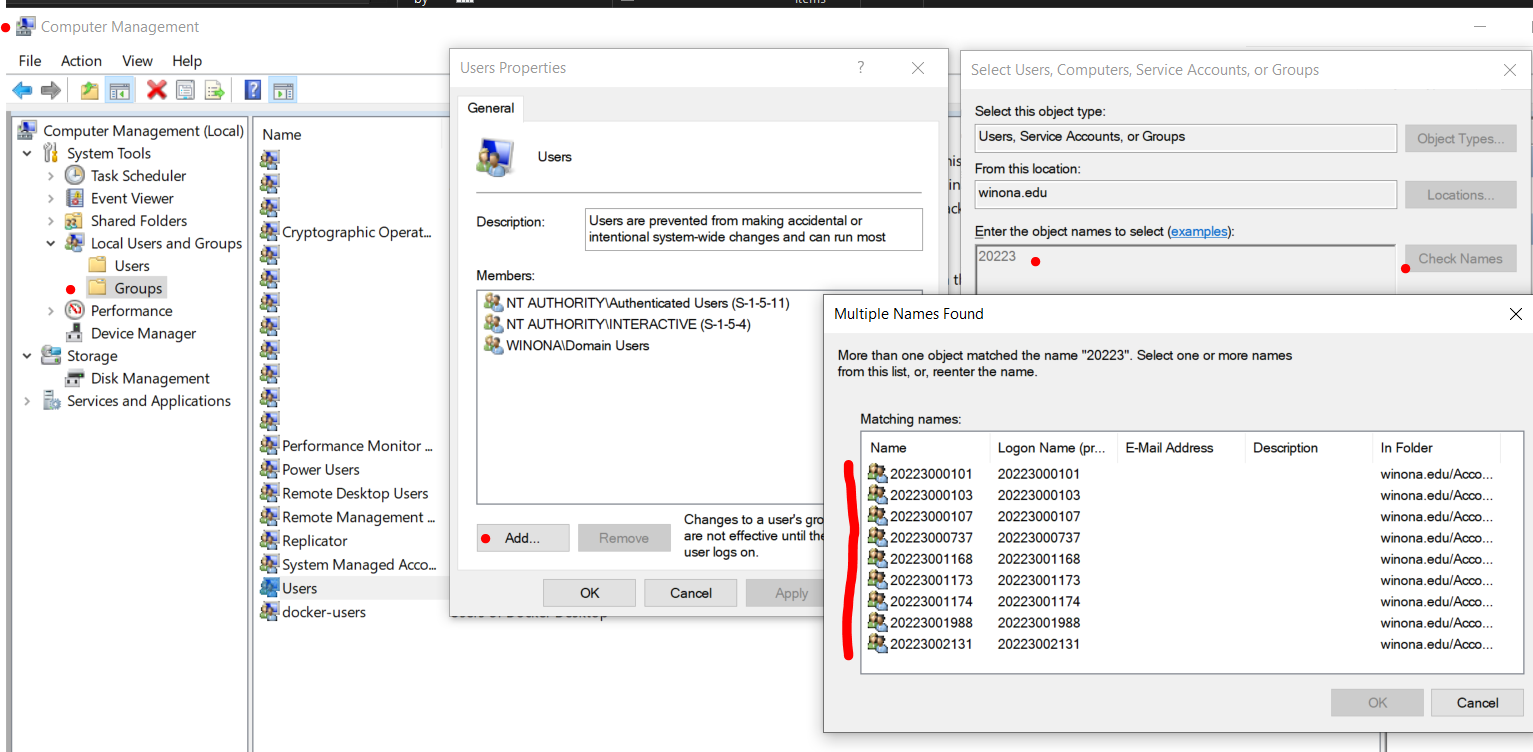 by
items
Computer Management
File Action View Help
Computer Management (Local)
System Tools
Task Scheduler
Event Viewer
Shared Folders
Local Users and Groups
Users
Groups
Performance
Device Manager
Storage
Disk Management
Services and Applications
Name
Cryptographic Operat...
Performance Monitor ...
Power Users
Remote Desktop Users
Remote Management ...
Replicator
System Managed Acco...
Users
docker-users
Users Properties
?
General
Users
Description:
Users are prevented from making accidental or
intentional system-wide changes and can run most
Members:
NT AUTHORITY\Authenticated Users (S-1-5-11)
NT AUTHORITY\INTERACTIVE (S-1-5-4)
WINONA\Domain Users
Add...
Remove
Changes to a user's gro
are not effective until the
user logs on.
OK
Cancel
Apply
Select Users, Computers, Service Accounts, or Groups
Select this object type:
Users, Service Accounts, or Groups
Object Types...
From this location:
winona.edu
Locations...
Enter the object names to select (examples):
20223
Check Names
Multiple Names Found
More than one object matched the name "20223". Select one or more names
from this list, or, reenter the name.
Matching names:
Name Logon Name (pr... E-Mail Address Description In Folder
20223000101 20223000101 winona.edu/Acco...
20223000103 20223000103 winona.edu/Acco...
20223000107 20223000107 winona.edu/Acco...
20223000737 20223000737 winona.edu/Acco...
20223001168 20223001168 winona.edu/Acco...
20223001173 20223001173 winona.edu/Acco...
20223001174 20223001174 winona.edu/Acco...
20223001988 20223001988 winona.edu/Acco...
20223002131 20223002131 winona.edu/Acco...
OK
Cancel